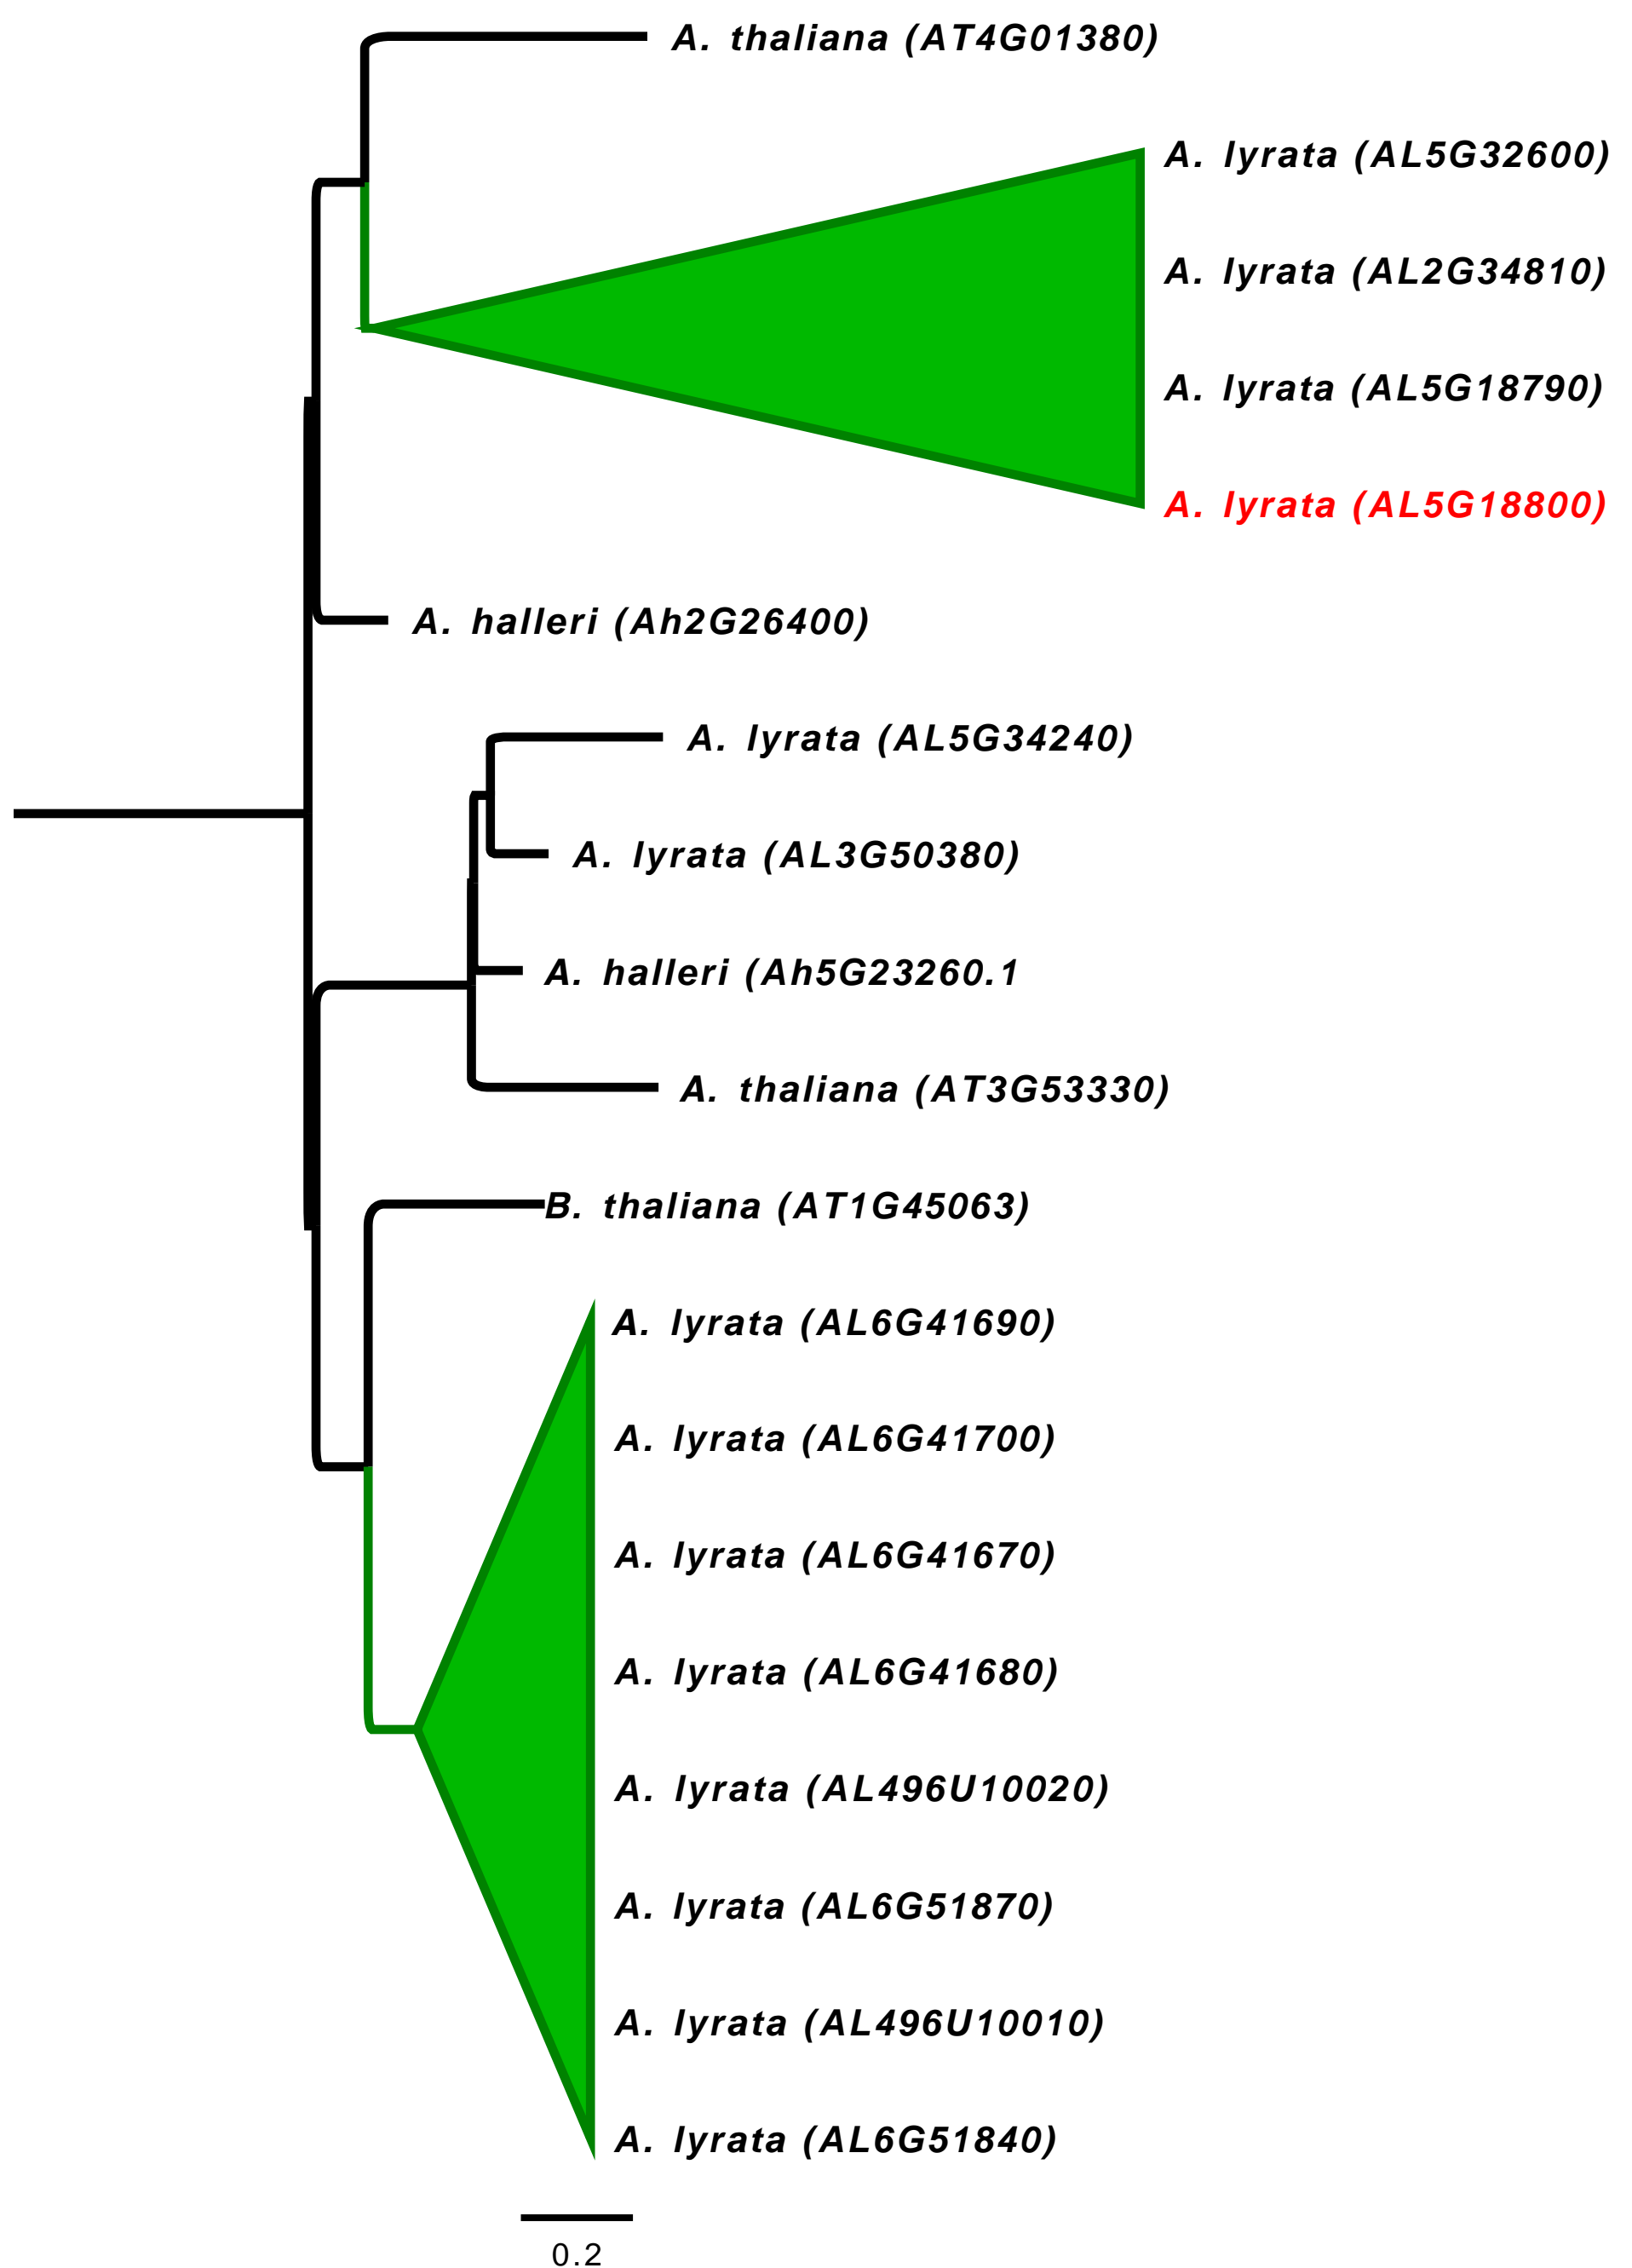 A. thaliana (AT4G01380)
A. lyrata (AL5G32600)
A. lyrata (AL2G34810)
A. lyrata (AL5G18790)
A. lyrata (AL5G18800)
A. halleri (Ah2G26400)
A. lyrata (AL5G34240)
A. lyrata (AL3G50380)
A. halleri (Ah5G23260.1
A. thaliana (AT3G53330)
B. thaliana (AT1G45063)
A. lyrata (AL6G41690)
A. lyrata (AL6G41700)
A. lyrata (AL6G41670)
A. lyrata (AL6G41680)
A. lyrata (AL496U10020)
A. lyrata (AL6G51870)
A. lyrata (AL496U10010)
A. lyrata (AL6G51840)
0.2